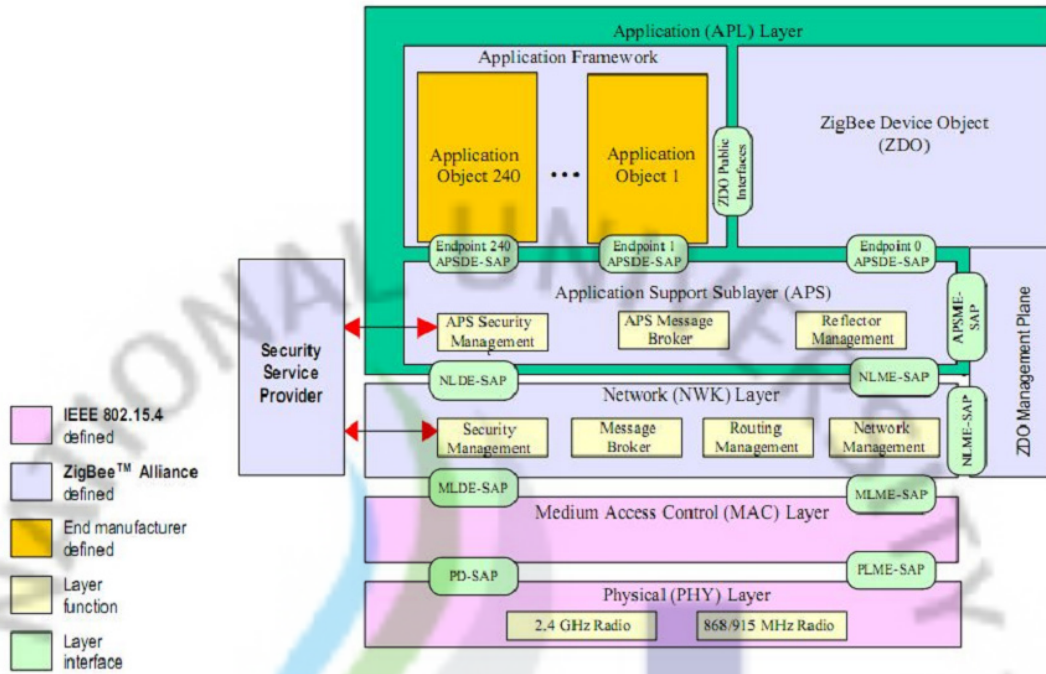 Application (APL) Layer
Application Framework
Application
Object 240
...
Application
Object 1
ZDO Public
Interfaces
ZigBee Device Object
(ZDO)
Endpoint 240
APSDE-SAP
Endpoint 1
APSDE-SAP
Endpoint 0
APSDE-SAP
Application Support Sublayer (APS)
APS Security
Management
APS Message
Broker
Reflector
Management
APSME-
SAP
Security
Service
Provider
ZDO Management Plane
NLDE-SAP
NLME-SAP
Network (NWK) Layer
Security
Management
Message
Broker
Routing
Management
Network
Management
NLME-SAP
MLDE-SAP
MLME-SAP
Medium Access Control (MAC) Layer
PD-SAP
PLME-SAP
Physical (PHY) Layer
2.4 GHz Radio
868/915 MHz Radio
IEEE 802.15.4
defined
ZigBee™ Alliance
defined
End manufacturer
defined
Layer
function
Layer
interface
ATIONAL UNIVERSITY